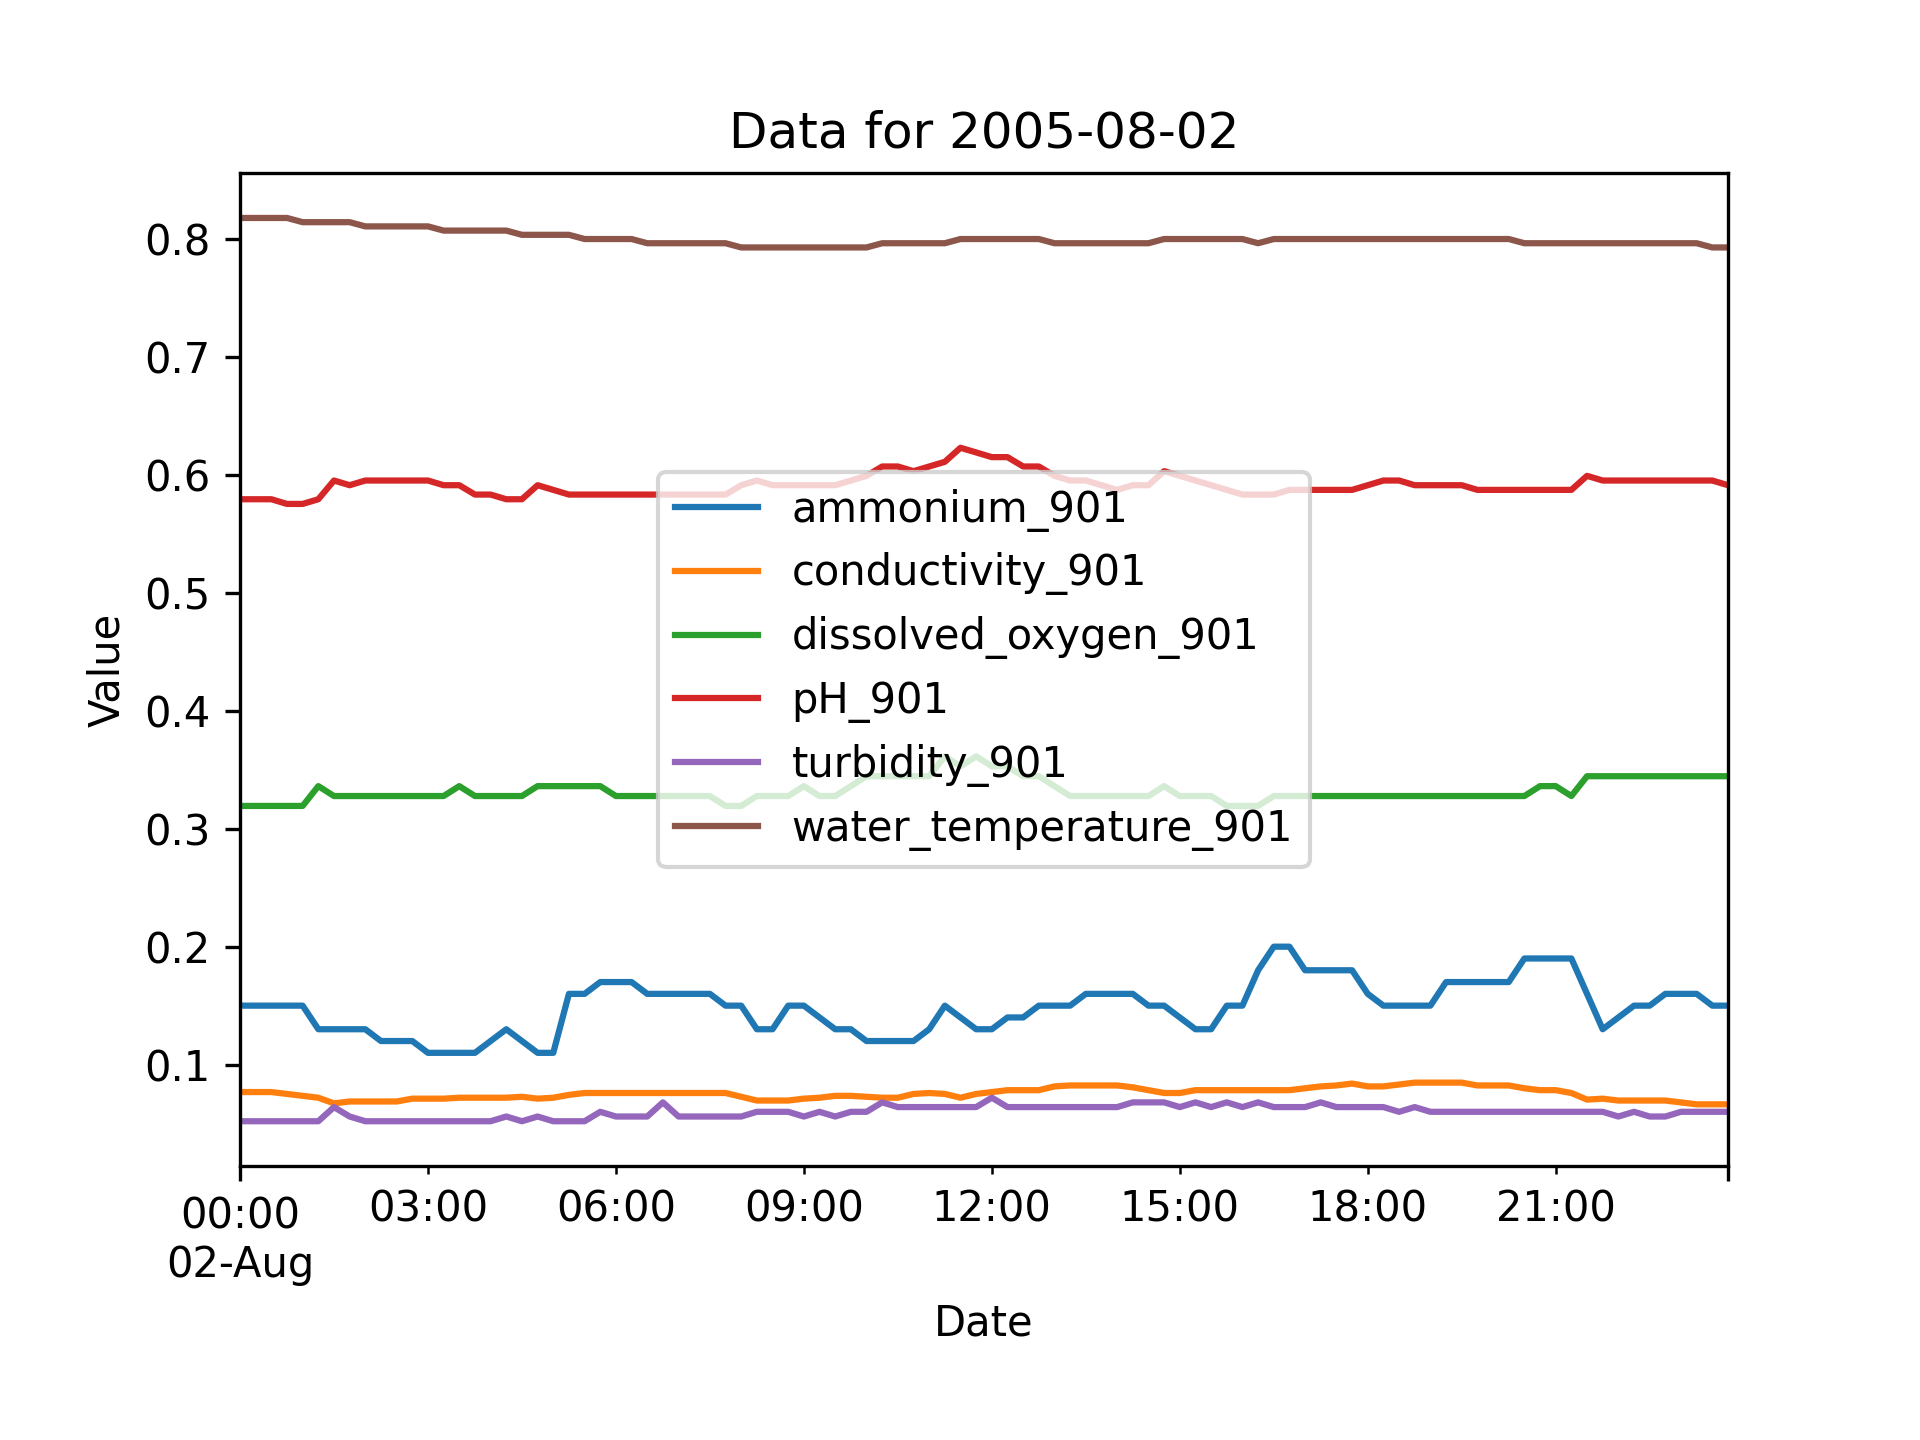 Data for 2005-08-02
0.8
0.7
0.6
0.5
0.4
0.3
0.2
0.1
Value
ammonium_901
conductivity_901
dissolved_oxygen_901
pH_901
turbidity_901
water_temperature_901
00:00 03:00 06:00 09:00 12:00 15:00 18:00 21:00
02-Aug
Date